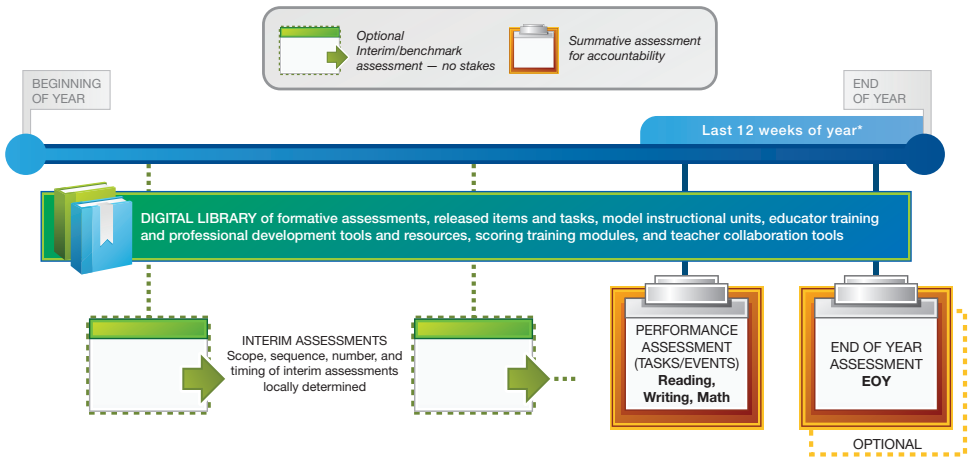 Optional
Interim/benchmark
assessment — no stakes
Summative assessment
for accountability
BEGINNING
OF YEAR
END
OF YEAR
Last 12 weeks of year*
DIGITAL LIBRARY of formative assessments, released items and tasks, model instructional units, educator training
and professional development tools and resources, scoring training modules, and teacher collaboration tools
INTERIM ASSESSMENTS
Scope, sequence, number, and
timing of interim assessments
locally determined
PERFORMANCE
ASSESSMENT
(TASKS/EVENTS)
Reading,
Writing, Math
END OF YEAR
ASSESSMENT
EOY
OPTIONAL